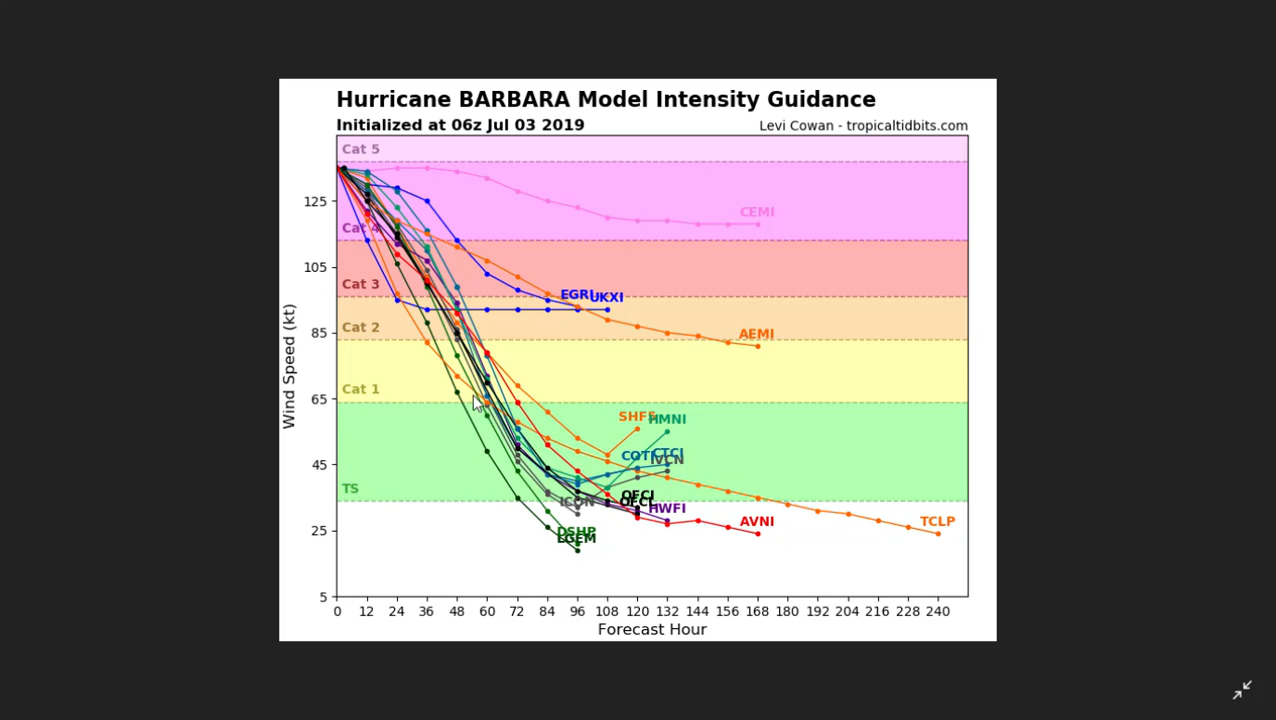 Hurricane BARBARA Model Intensity Guidance
Initialized at 06z Jul 03 2019
Levi Cowan - tropicaltidbits.com
Cat 5
125
CEMI
Cat 4
105
Cat 3
EGRI
UKXI
Cat 2
85
AEMI
Cat 1
65
SHF5
HMNI
COTI
CTCI
IVCN
45
TS
ICON
OFCI
OFCL
HWFI
AVNI
TCLP
25
DSHP
LGEM
5
Wind Speed (kt)
0 12 24 36 48 60 72 84 96 108 120 132 144 156 168 180 192 204 216 228 240
Forecast Hour